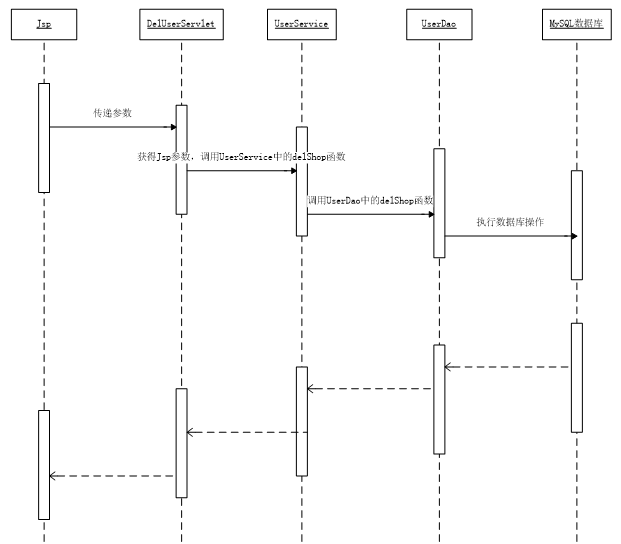 Jsp
DelUserServlet
UserService
UserDao
MySQL数据库
传递参数
获得Jsp参数，调用UserService中的delShop函数
调用UserDao中的delShop函数
执行数据库操作